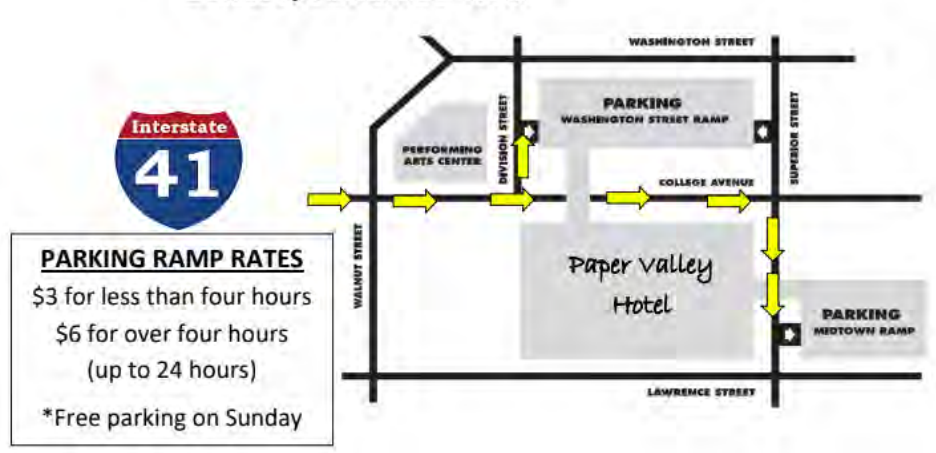 WASHINGTON STREET
PARKING
WASHINGTON STREET RAMP
DIVISION STREET
SUPERIOR STREET
PERFORMING
ARTS CENTER
COLLEGE AVENUE
Interstate
41
WALNUT STREET
PARKING RAMP RATES
$3 for less than four hours
$6 for over four hours
(up to 24 hours)
*Free parking on Sunday
Paper Valley
Hotel
PARKING
MIDTOWN RAMP
LAWRENCE STREET